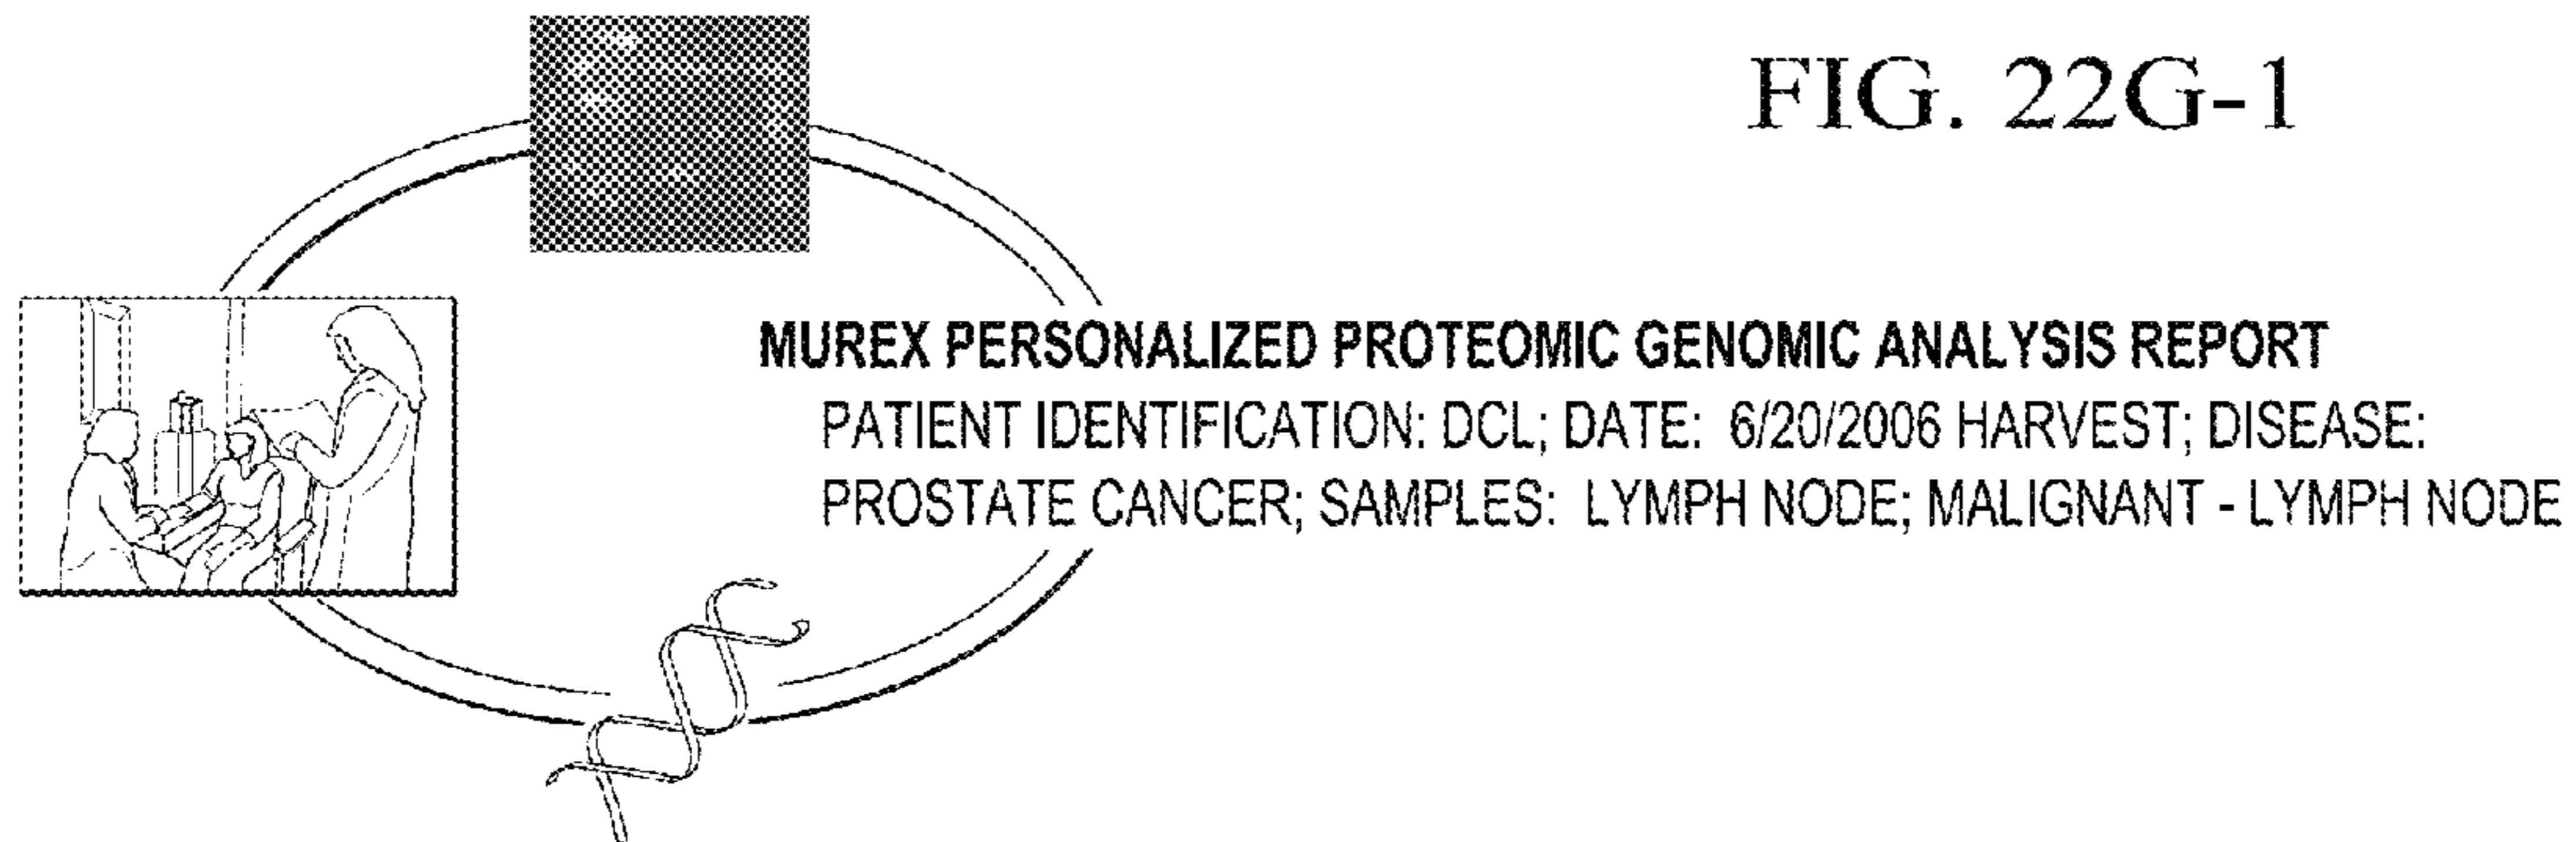 FIG. 22G-1
MUREX PERSONALIZED PROTEOMIC GENOMIC ANALYSIS REPORT
PATIENT IDENTIFICATION: DCL; DATE: 6/20/2006 HARVEST; DISEASE:
PROSTATE CANCER; SAMPLES: LYMPH NODE; MALIGNANT - LYMPH NODE